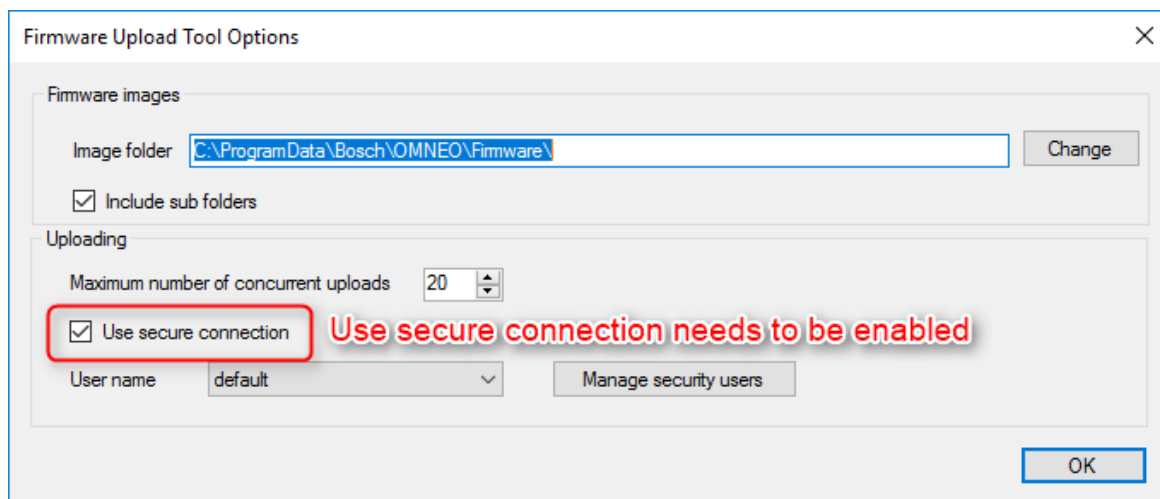 Firmware Upload Tool Options
Firmware images
Image folder C:\ProgramData\Bosch\OMNEO\Firmware\ Change
Include sub folders
Uploading
Maximum number of concurrent uploads 20
Use secure connection Use secure connection needs to be enabled
User name default Manage security users
OK